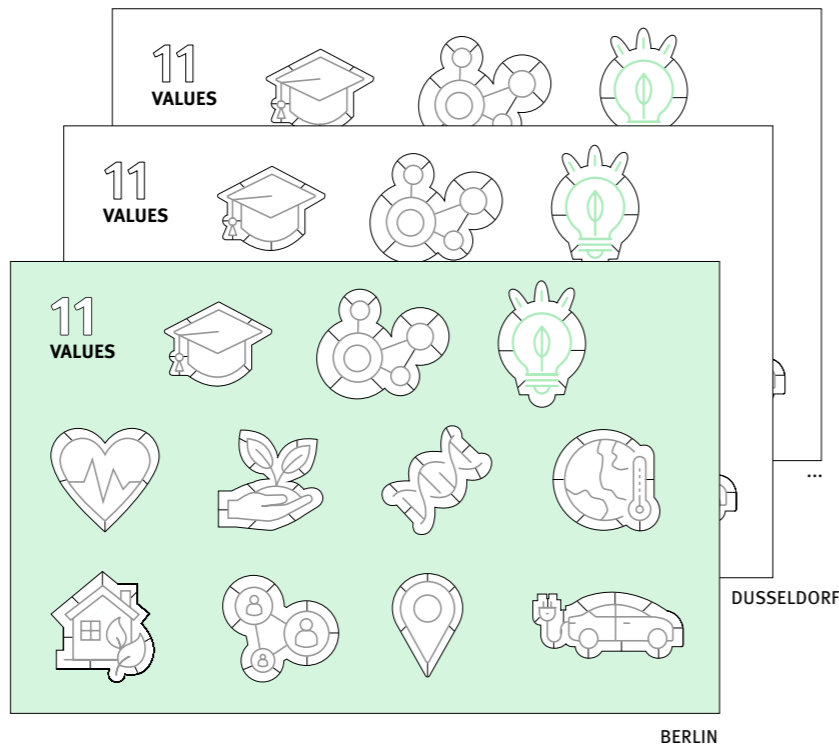 11
VALUES
11
VALUES
11
VALUES
...
DUSSELDORF
BERLIN